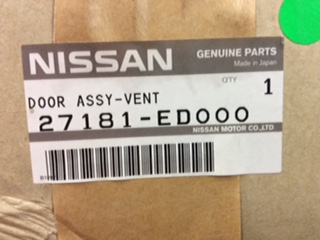 NISSAN
GENUINE PARTS
Made in Japan
QTY
DOOR ASSY-VENT 1
27181-ED000
NISSAN MOTOR CO.,LTD